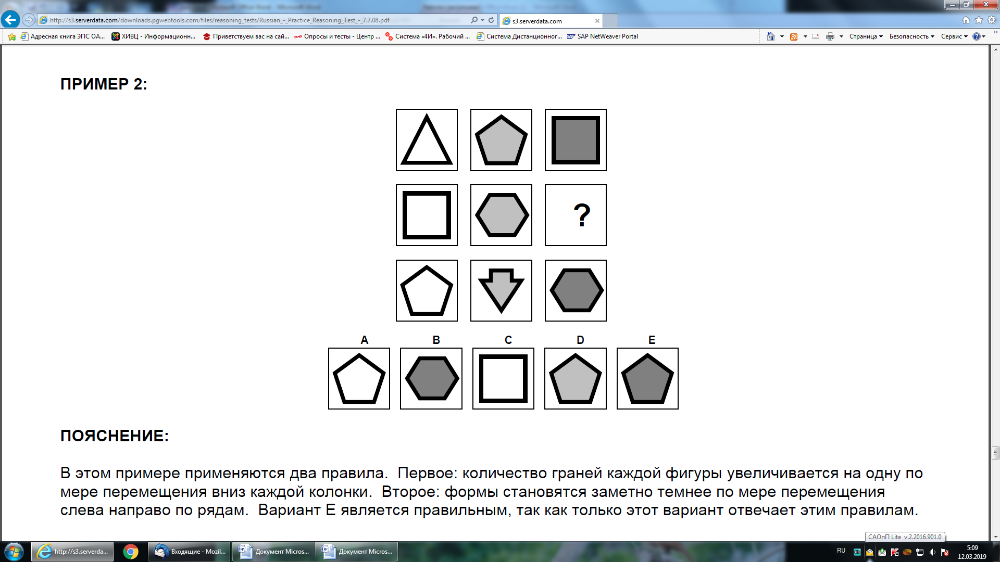 http://s3.serverdata.com/downloads.pgwebtools.com/files/reasoning_tests/Russian_-_Practice_Reasoning_Test_-_7.7.08.pdf
s3.serverdata.com
Адресная книга ЭПС ОА...
ХИВЦ - Информационн...
Приветствуем вас на сай...
Опросы и тесты - Центр ...
Система «4И». Рабочий ...
Система Дистанционног...
SAP NetWeaver Portal
Страница
Безопасность
Сервис
ПРИМЕР 2:
?
A B C D E
ПОЯСНЕНИЕ:
В этом примере применяются два правила. Первое: количество граней каждой фигуры увеличивается на одну по
мере перемещения вниз каждой колонки. Второе: формы становятся заметно темнее по мере перемещения
слева направо по рядам. Вариант Е является правильным, так как только этот вариант отвечает этим правилам.
САОпП Lite v.2.2016.901.0
http://s3.serverda...
Входящие - Mozil...
Документ Micros...
Документ Micros...
RU
5:09
12.03.2019